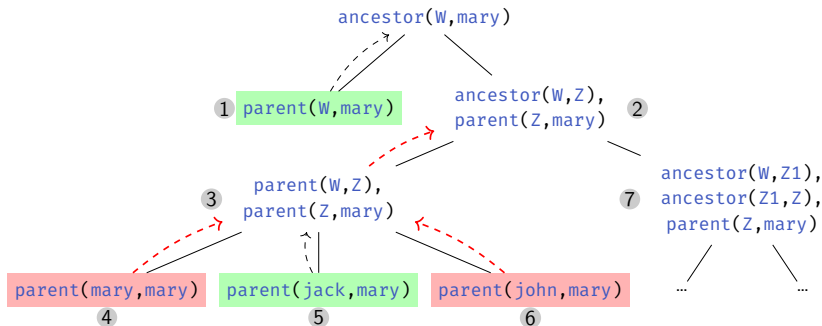 ancestor(W,mary)
1 parent(W,mary)
ancestor(W,Z),
parent(Z,mary)
2
3
parent(W,Z),
parent(Z,mary)
7
ancestor(W,Z1),
ancestor(Z1,Z),
parent(Z,mary)
parent(mary,mary) parent(jack,mary) parent(john,mary) … …
4 5 6